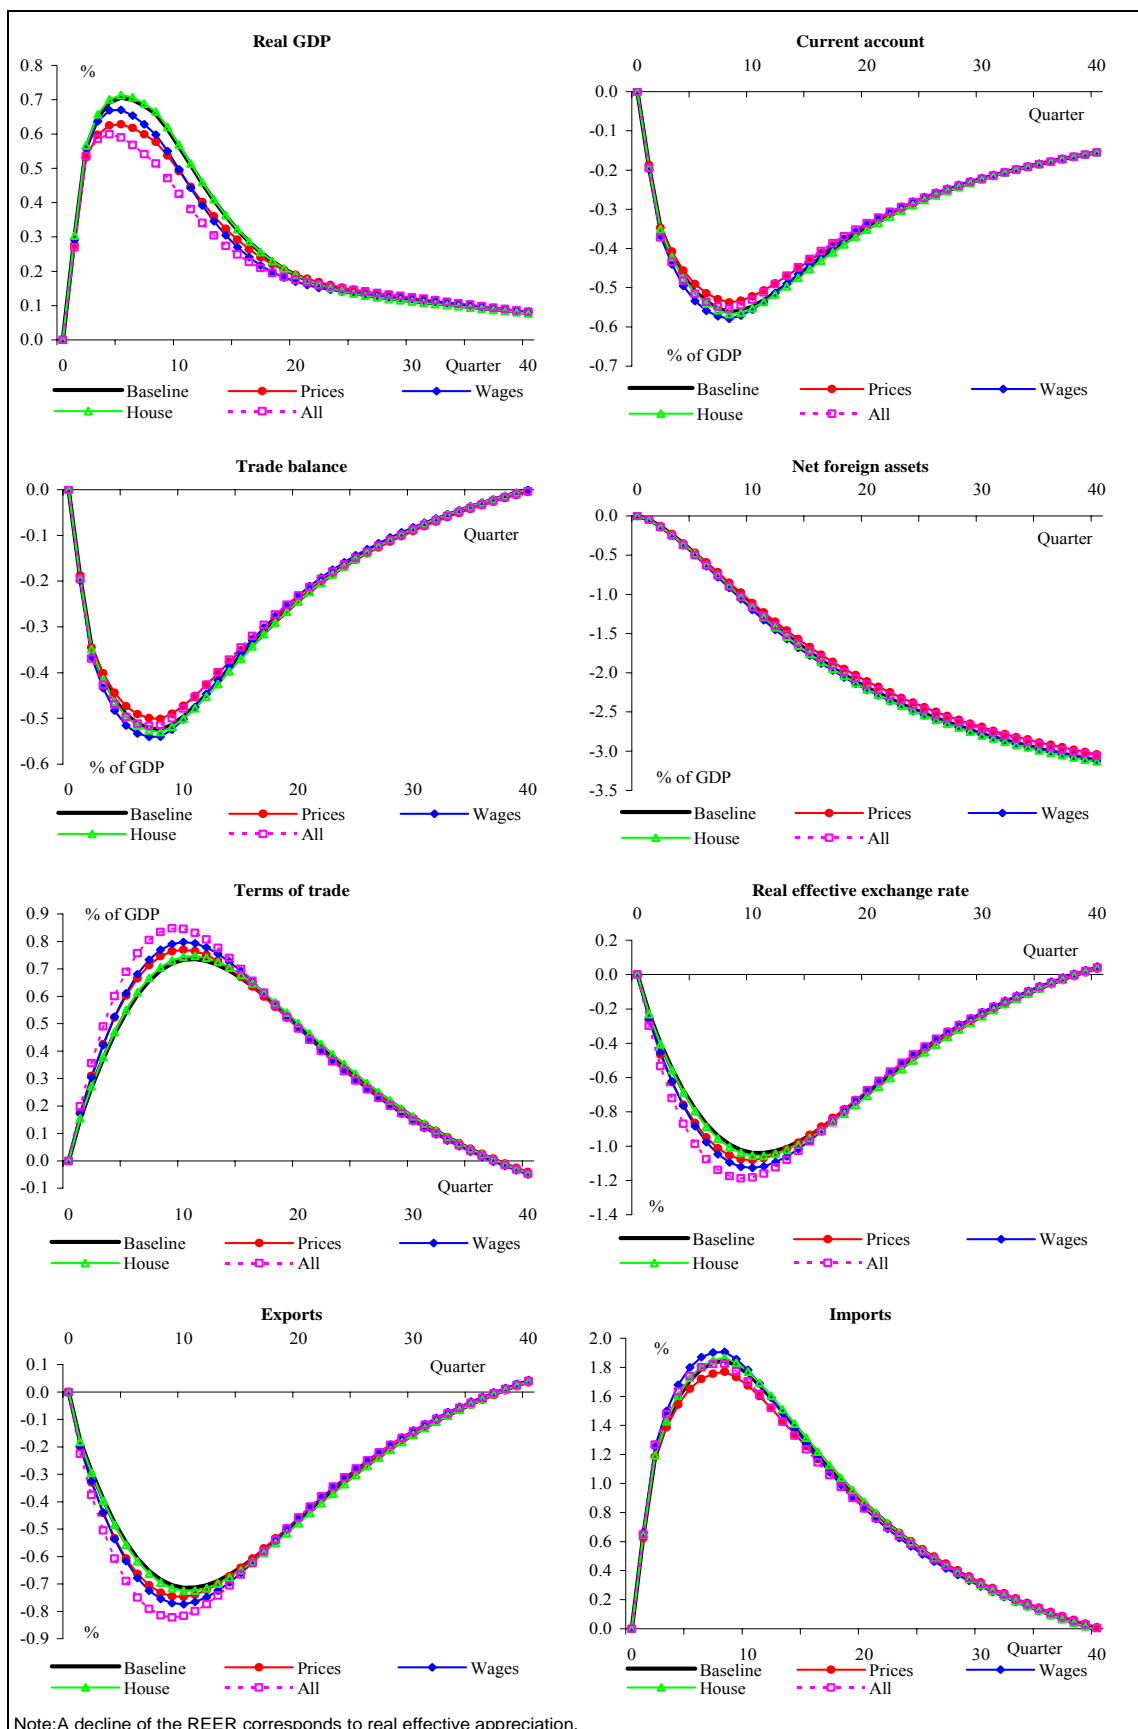 Real GDP
0.8
%
0.7
0.6
0.5
0.4
0.3
0.2
0.1
0.0
0 10 20 30 40
Quarter
Baseline Prices Wages
House All
Current account
0 10 20 30 40
0.0
Quarter
-0.1
-0.2
-0.3
-0.4
-0.5
-0.6
-0.7
% of GDP
Baseline Prices Wages
House All
Trade balance
0.0
Quarter
-0.1
-0.2
-0.3
-0.4
-0.5
-0.6
% of GDP
0 10 20 30 40
Baseline Prices Wages
House All
Net foreign assets
0 10 20 30 40
0.0
Quarter
-0.5
-1.0
-1.5
-2.0
-2.5
-3.0
-3.5
% of GDP
Baseline Prices Wages
House All
Terms of trade
0.9
% of GDP
0.8
0.7
0.6
0.5
0.4
0.3
0.2
0.1
0.0
-0.1
Quarter
0 10 20 30 40
Baseline Prices Wages
House All
Real effective exchange rate
0 10 20 30 40
0.2
Quarter
0.0
-0.2
-0.4
-0.6
-0.8
-1.0
-1.2
-1.4
%
Baseline Prices Wages
House All
Exports
0 10 20 30 40
0.1
Quarter
0.0
-0.1
-0.2
-0.3
-0.4
-0.5
-0.6
-0.7
-0.8
-0.9
%
Baseline Prices Wages
House All
Imports
2.0
%
1.8
1.6
1.4
1.2
1.0
0.8
0.6
0.4
0.2
0.0
Quarter
0 10 20 30 40
Baseline Prices Wages
House All
Note:A decline of the REER corresponds to real effective appreciation.